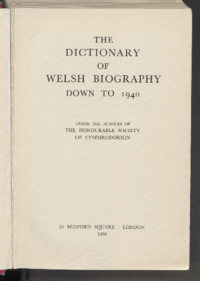 THE
DICTIONARY
OF
WELSH BIOGRAPHY
DOWN TO 1940
UNDER THE AUSPICES OF
THE HONOURABLE SOCIETY
OF CYMMRODORION
20 BEDFORD SQUARE LONDON
1959